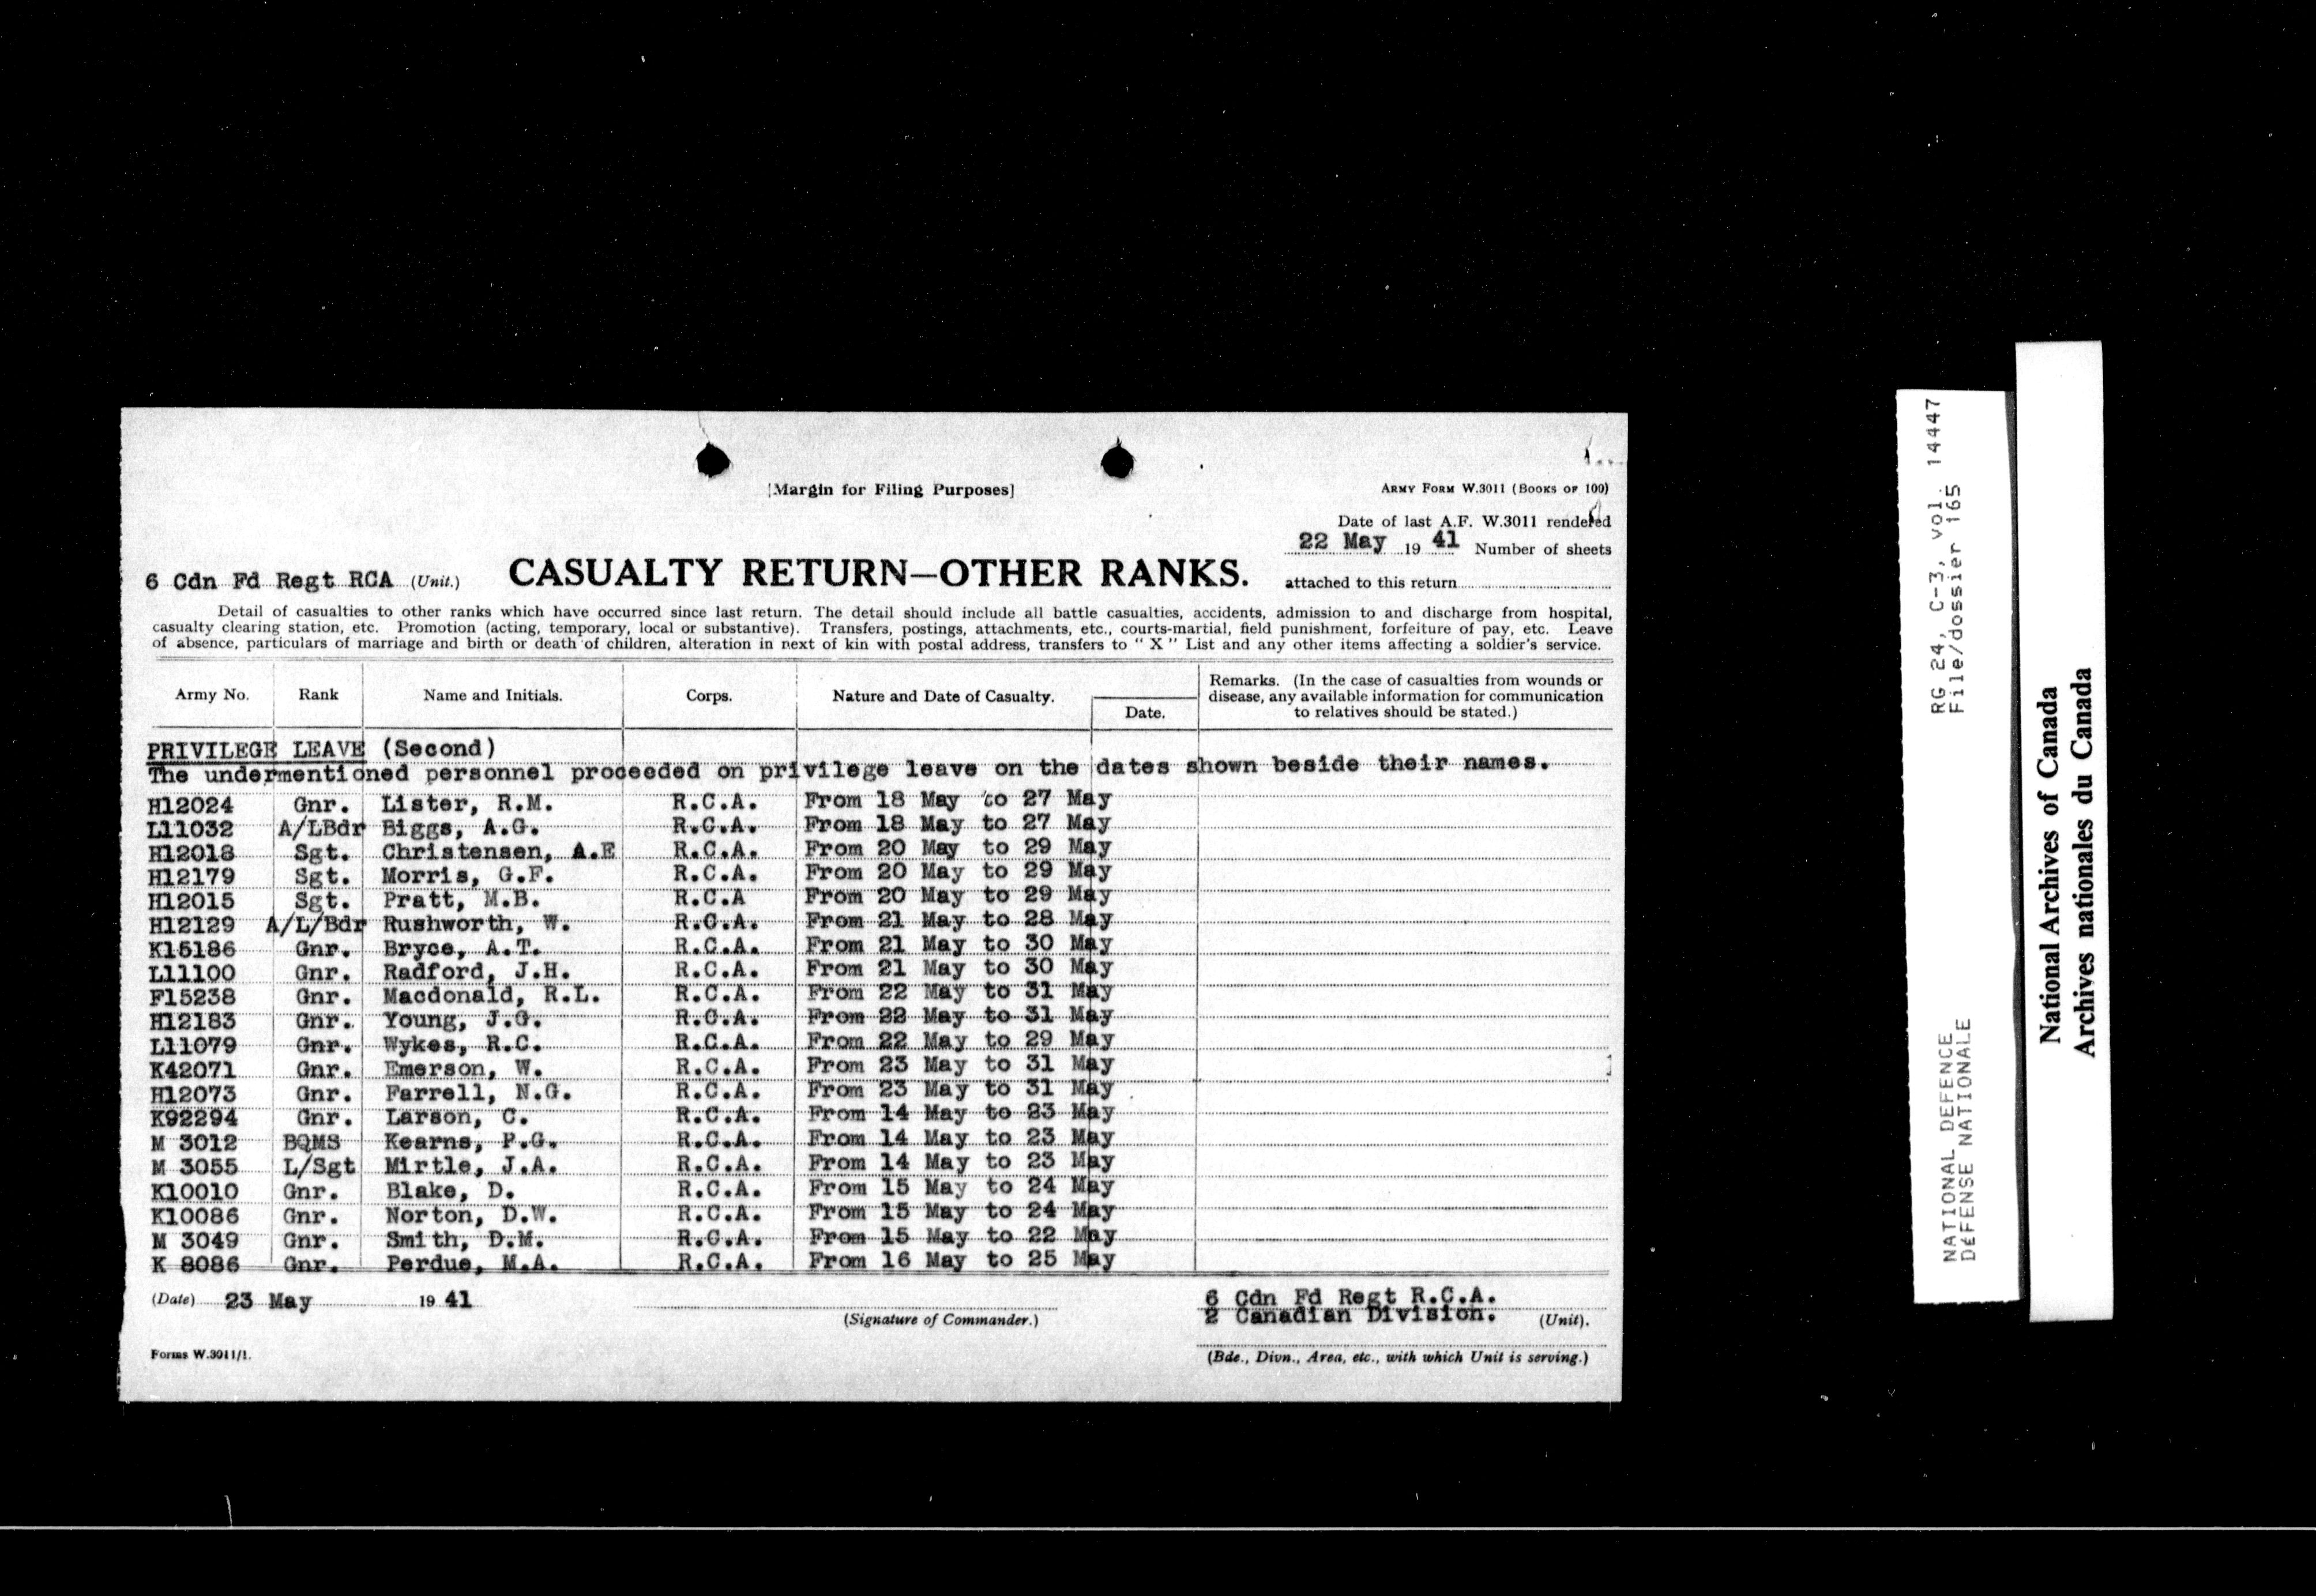 [Margin for Filing Purposes]
ARMY FORM W.3011 (BOOKS OF 100)
Date of last A.F. W.3011 rendered
22 May 19 41 Number of sheets
attached to this return
6 Cdn Fd Regt RCA (Unit.) CASUALTY RETURN—OTHER RANKS.
Detail of casualties to other ranks which have occurred since last return. The detail should include all battle casualties, accidents, admission to and discharge from hospital,
casualty clearing station, etc. Promotion (acting, temporary, local or substantive). Transfers, postings, attachments, etc., courts-martial, field punishment, forfeiture of pay, etc. Leave
of absence, particulars of marriage and birth or death of children, alteration in next of kin with postal address, transfers to " X " List and any other items affecting a soldier's service.
Army No. Rank Name and Initials. Corps. Nature and Date of Casualty. Date.
Remarks. (In the case of casualties from wounds or
disease, any available information for communication
to relatives should be stated.)
PRIVILEGE LEAVE (Second)
The undermentioned personnel proceeded on privilege leave on the dates shown beside their names.
H12024 Gnr. Lister, R.M. R.C.A. From 18 May to 27 May
L11032 A/LBdr Biggs, A.G. R.C.A. From 18 May to 27 May
H12018 Sgt. Christensen, A.E R.C.A. From 20 May to 29 May
H12179 Sgt. Morris, G.F. R.C.A. From 20 May to 29 May
H12015 Sgt. Pratt, M.B. R.C.A From 20 May to 29 May
H12129 A/L/Bdr Rushworth, W. R.C.A. From 21 May to 28 May
K15186 Gnr. Bryce, A.T. R.C.A. From 21 May to 30 May
L11100 Gnr. Radford, J.H. R.C.A. From 21 May to 30 May
F15238 Gnr. Macdonald, R.L. R.C.A. From 22 May to 31 May
H12183 Gnr. Young, J.G. R.C.A. From 22 May to 31 May
L11079 Gnr. Wykes, R.C. R.C.A. From 22 May to 29 May
K42071 Gnr. Emerson, W. R.C.A. From 23 May to 31 May
H12073 Gnr. Farrell, N.G. R.C.A. From 23 May to 31 May
K92294 Gnr. Larson, C. R.C.A. From 14 May to 23 May
M 3012 BQMS Kearns, P.G. R.C.A. From 14 May to 23 May
M 3055 L/Sgt Mirtle, J.A. R.C.A. From 14 May to 23 May
K10010 Gnr. Blake, D. R.C.A. From 15 May to 24 May
K10086 Gnr. Norton, D.W. R.C.A. From 15 May to 24 May
M 3049 Gnr. Smith, D.M. R.C.A. From 15 May to 22 May
K 8086 Gnr. Perdue, M.A. R.C.A. From 16 May to 25 May
(Date) 23 May 19 41
(Signature of Commander.)
6 Cdn Fd Regt R.C.A.
2 Canadian Division. (Unit).
(Bde., Divn., Area, etc., with which Unit is serving.)
Forms W.3011/1.
RG 24, C-3, vol. 14447
File/dossier 165
NATIONAL DEFENCE
DÉFENSE NATIONALE
National Archives of Canada
Archives nationales du Canada